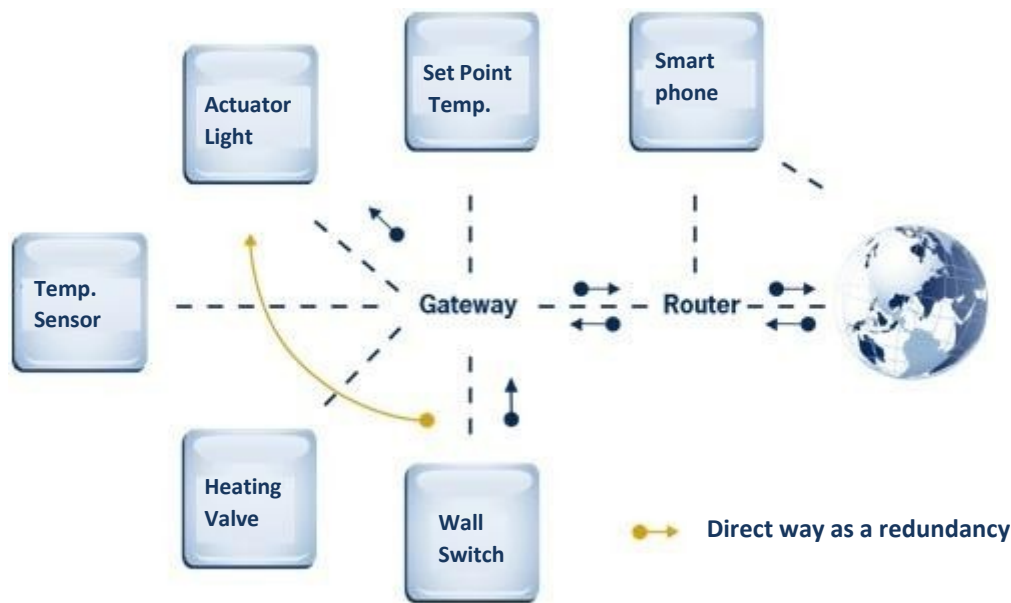 Actuator
Light
Set Point
Temp.
Smart
phone
Temp.
Sensor
Gateway
Router
Heating
Valve
Wall
Switch
Direct way as a redundancy